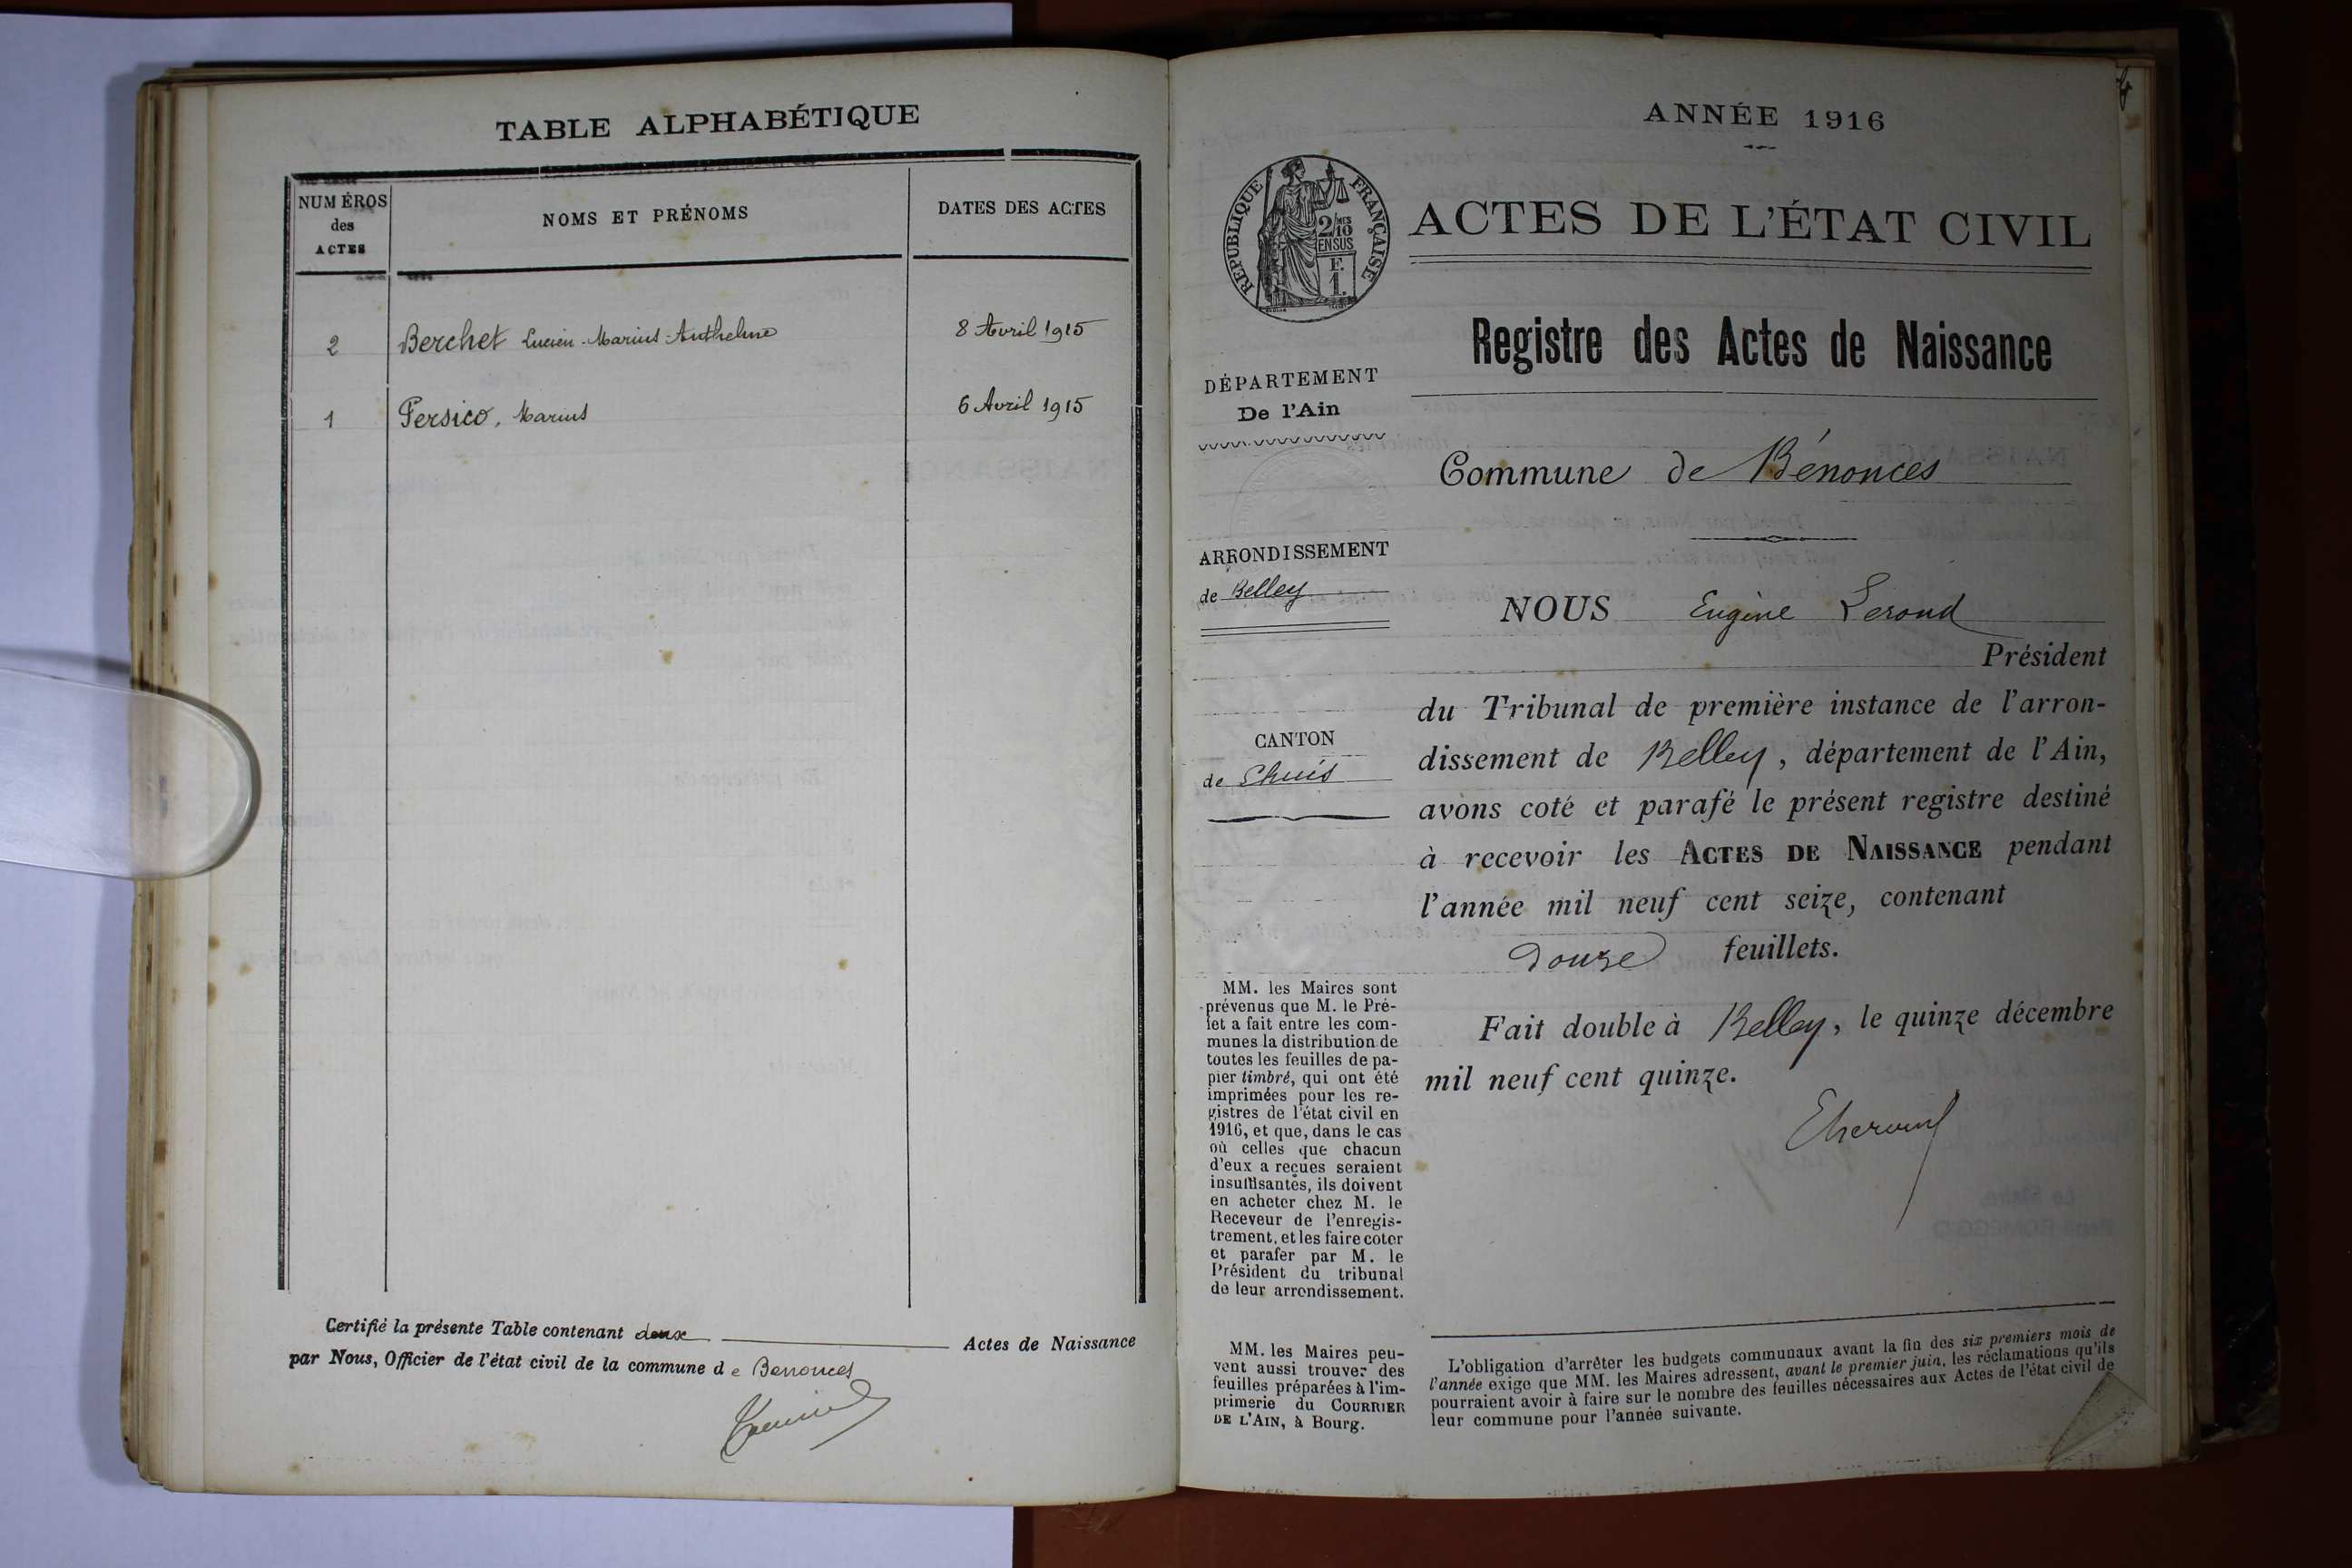 TABLE ALPHABÉTIQUE
NUMÉROS
des
ACTES
NOMS ET PRÉNOMS
DATES DES ACTES
2 Berchet Lucien-Marius-Anthelme 8 Avril 1915
1 Persico, Marius 6 Avril 1915
Certifié la présente Table contenant deux Actes de Naissance
par Nous, Officier de l'état civil de la commune de Benonces
ANNÉE 1916
RÉPUBLIQUE FRANÇAISE
2/10 MES
EN SUS
F.
1.
ACTES DE L'ÉTAT CIVIL
Registre des Actes de Naissance
DÉPARTEMENT
De l'Ain
Commune de Bénonces
ARRONDISSEMENT
de Belley
NOUS Eugène Lerond
Président
du Tribunal de première instance de l'arron-
dissement de Belley, département de l'Ain,
avons coté et parafé le présent registre destiné
à recevoir les ACTES DE NAISSANCE pendant
l'année mil neuf cent seize, contenant
douze feuillets.
Fait double à Belley, le quinze décembre
mil neuf cent quinze.
CANTON
de Lhuis
MM. les Maires sont
prévenus que M. le Pré-
fet a fait entre les com-
munes la distribution de
toutes les feuilles de pa-
pier timbré, qui ont été
imprimées pour les re-
gistres de l'état civil en
1916, et que, dans le cas
où celles que chacun
d'eux a reçues seraient
insuffisantes, ils doivent
en acheter chez M. le
Receveur de l'enregis-
trement, et les faire coter
et parafer par M. le
Président du tribunal
de leur arrondissement.
MM. les Maires peu-
vent aussi trouver des
feuilles préparées à l'im-
primerie du COURRIER
DE L'AIN, à Bourg.
L'obligation d'arrêter les budgets communaux avant la fin des six premiers mois de
l'année exige que MM. les Maires adressent, avant le premier juin, les réclamations qu'ils
pourraient avoir à faire sur le nombre des feuilles nécessaires aux Actes de l'état civil de
leur commune pour l'année suivante.